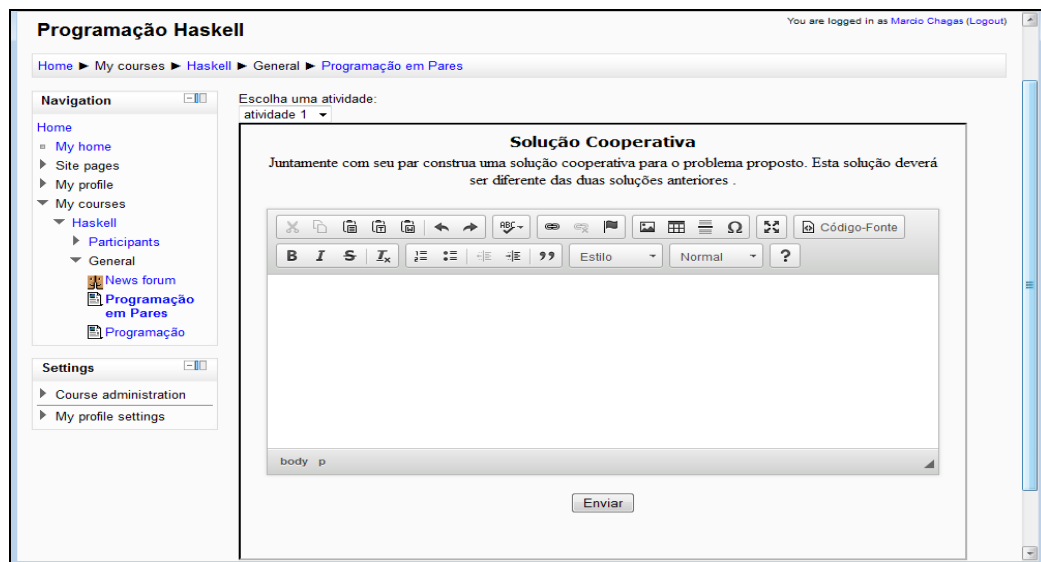 Programação Haskell
You are logged in as Marcio Chagas (Logout)
Home ► My courses ► Haskell ► General ► Programação em Pares
Navigation
Home
My home
Site pages
My profile
My courses
Haskell
Participants
General
News forum
Programação
em Pares
Programação
Settings
Course administration
My profile settings
Escolha uma atividade:
atividade 1
Solução Cooperativa
Juntamente com seu par construa uma solução cooperativa para o problema proposto. Esta solução deverá
ser diferente das duas soluções anteriores .
ABC Ω Código-Fonte
B I S Ix Estilo Normal ?
body p
Enviar